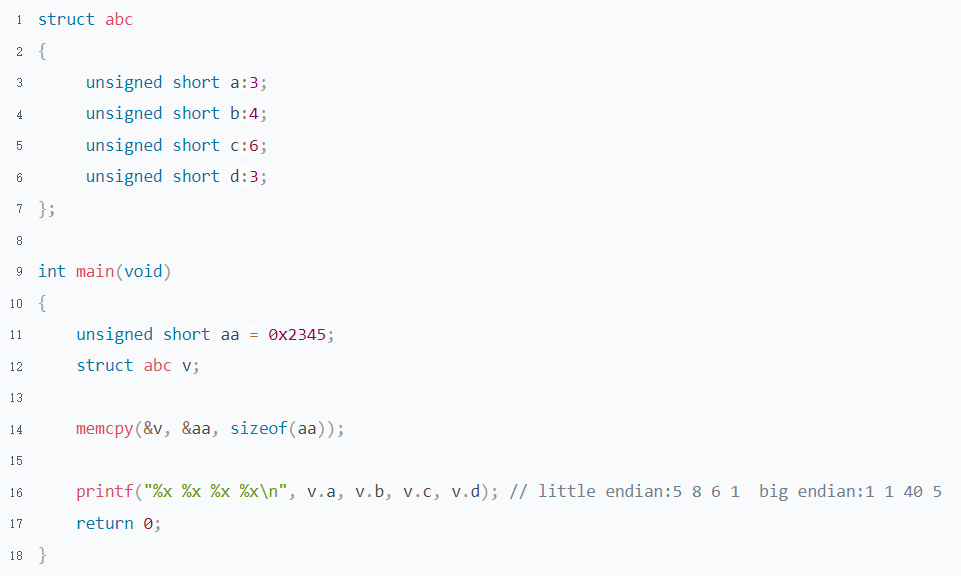 1 struct abc
2 {
3      unsigned short a:3;
4      unsigned short b:4;
5      unsigned short c:6;
6      unsigned short d:3;
7 };
8
9 int main(void)
10 {
11     unsigned short aa = 0x2345;
12     struct abc v;
13
14     memcpy(&v, &aa, sizeof(aa));
15
16     printf("%x %x %x %x\n", v.a, v.b, v.c, v.d); // little endian:5 8 6 1  big endian:1 1 40 5
17     return 0;
18 }